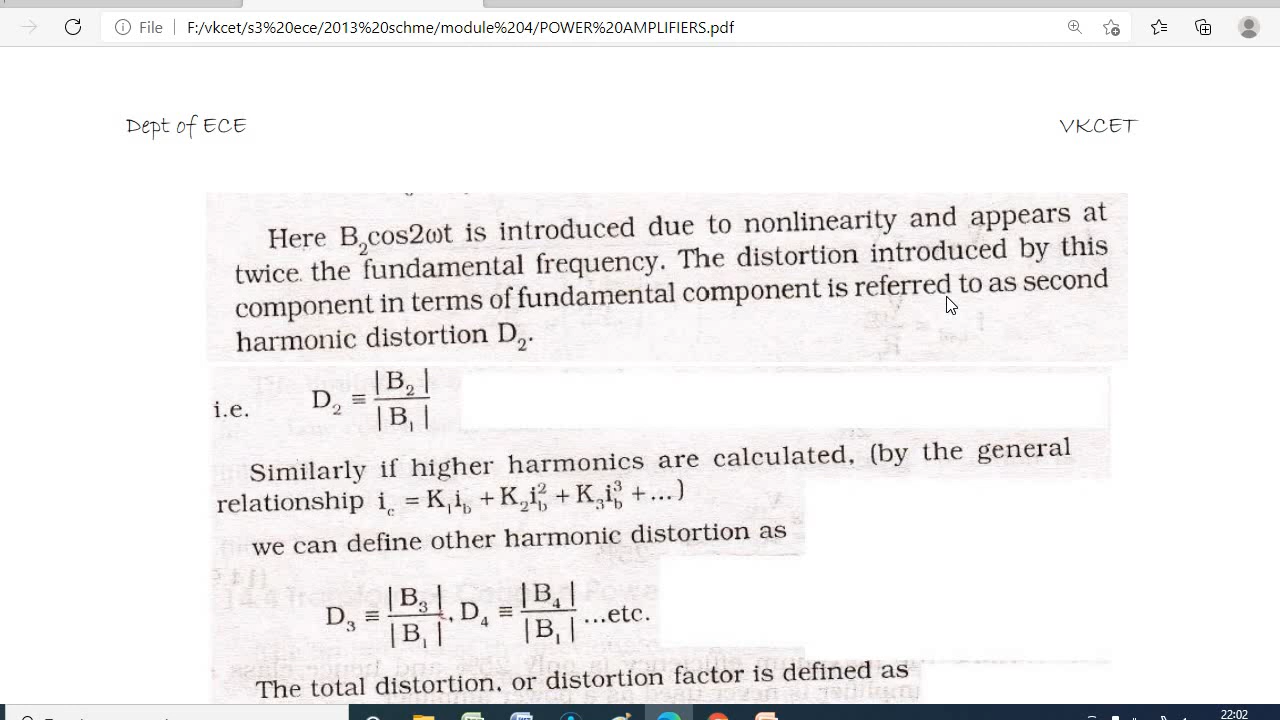 File F:/vkcet/s3%20ece/2013%20schme/module%204/POWER%20AMPLIFIERS.pdf
Dept of ECE VKCET
Here B₂cos2ωt is introduced due to nonlinearity and appears at
twice. the fundamental frequency. The distortion introduced by this
component in terms of fundamental component is referred to as second
harmonic distortion D₂.
i.e. D₂ ≡ |B₂| / |B₁|
Similarly if higher harmonics are calculated, (by the general
relationship i_c = K₁i_b + K₂i_b² + K₃i_b³ + ...)
we can define other harmonic distortion as
D₃ ≡ |B₃| / |B₁|, D₄ ≡ |B₄| / |B₁| ...etc.
The total distortion, or distortion factor is defined as
22:02